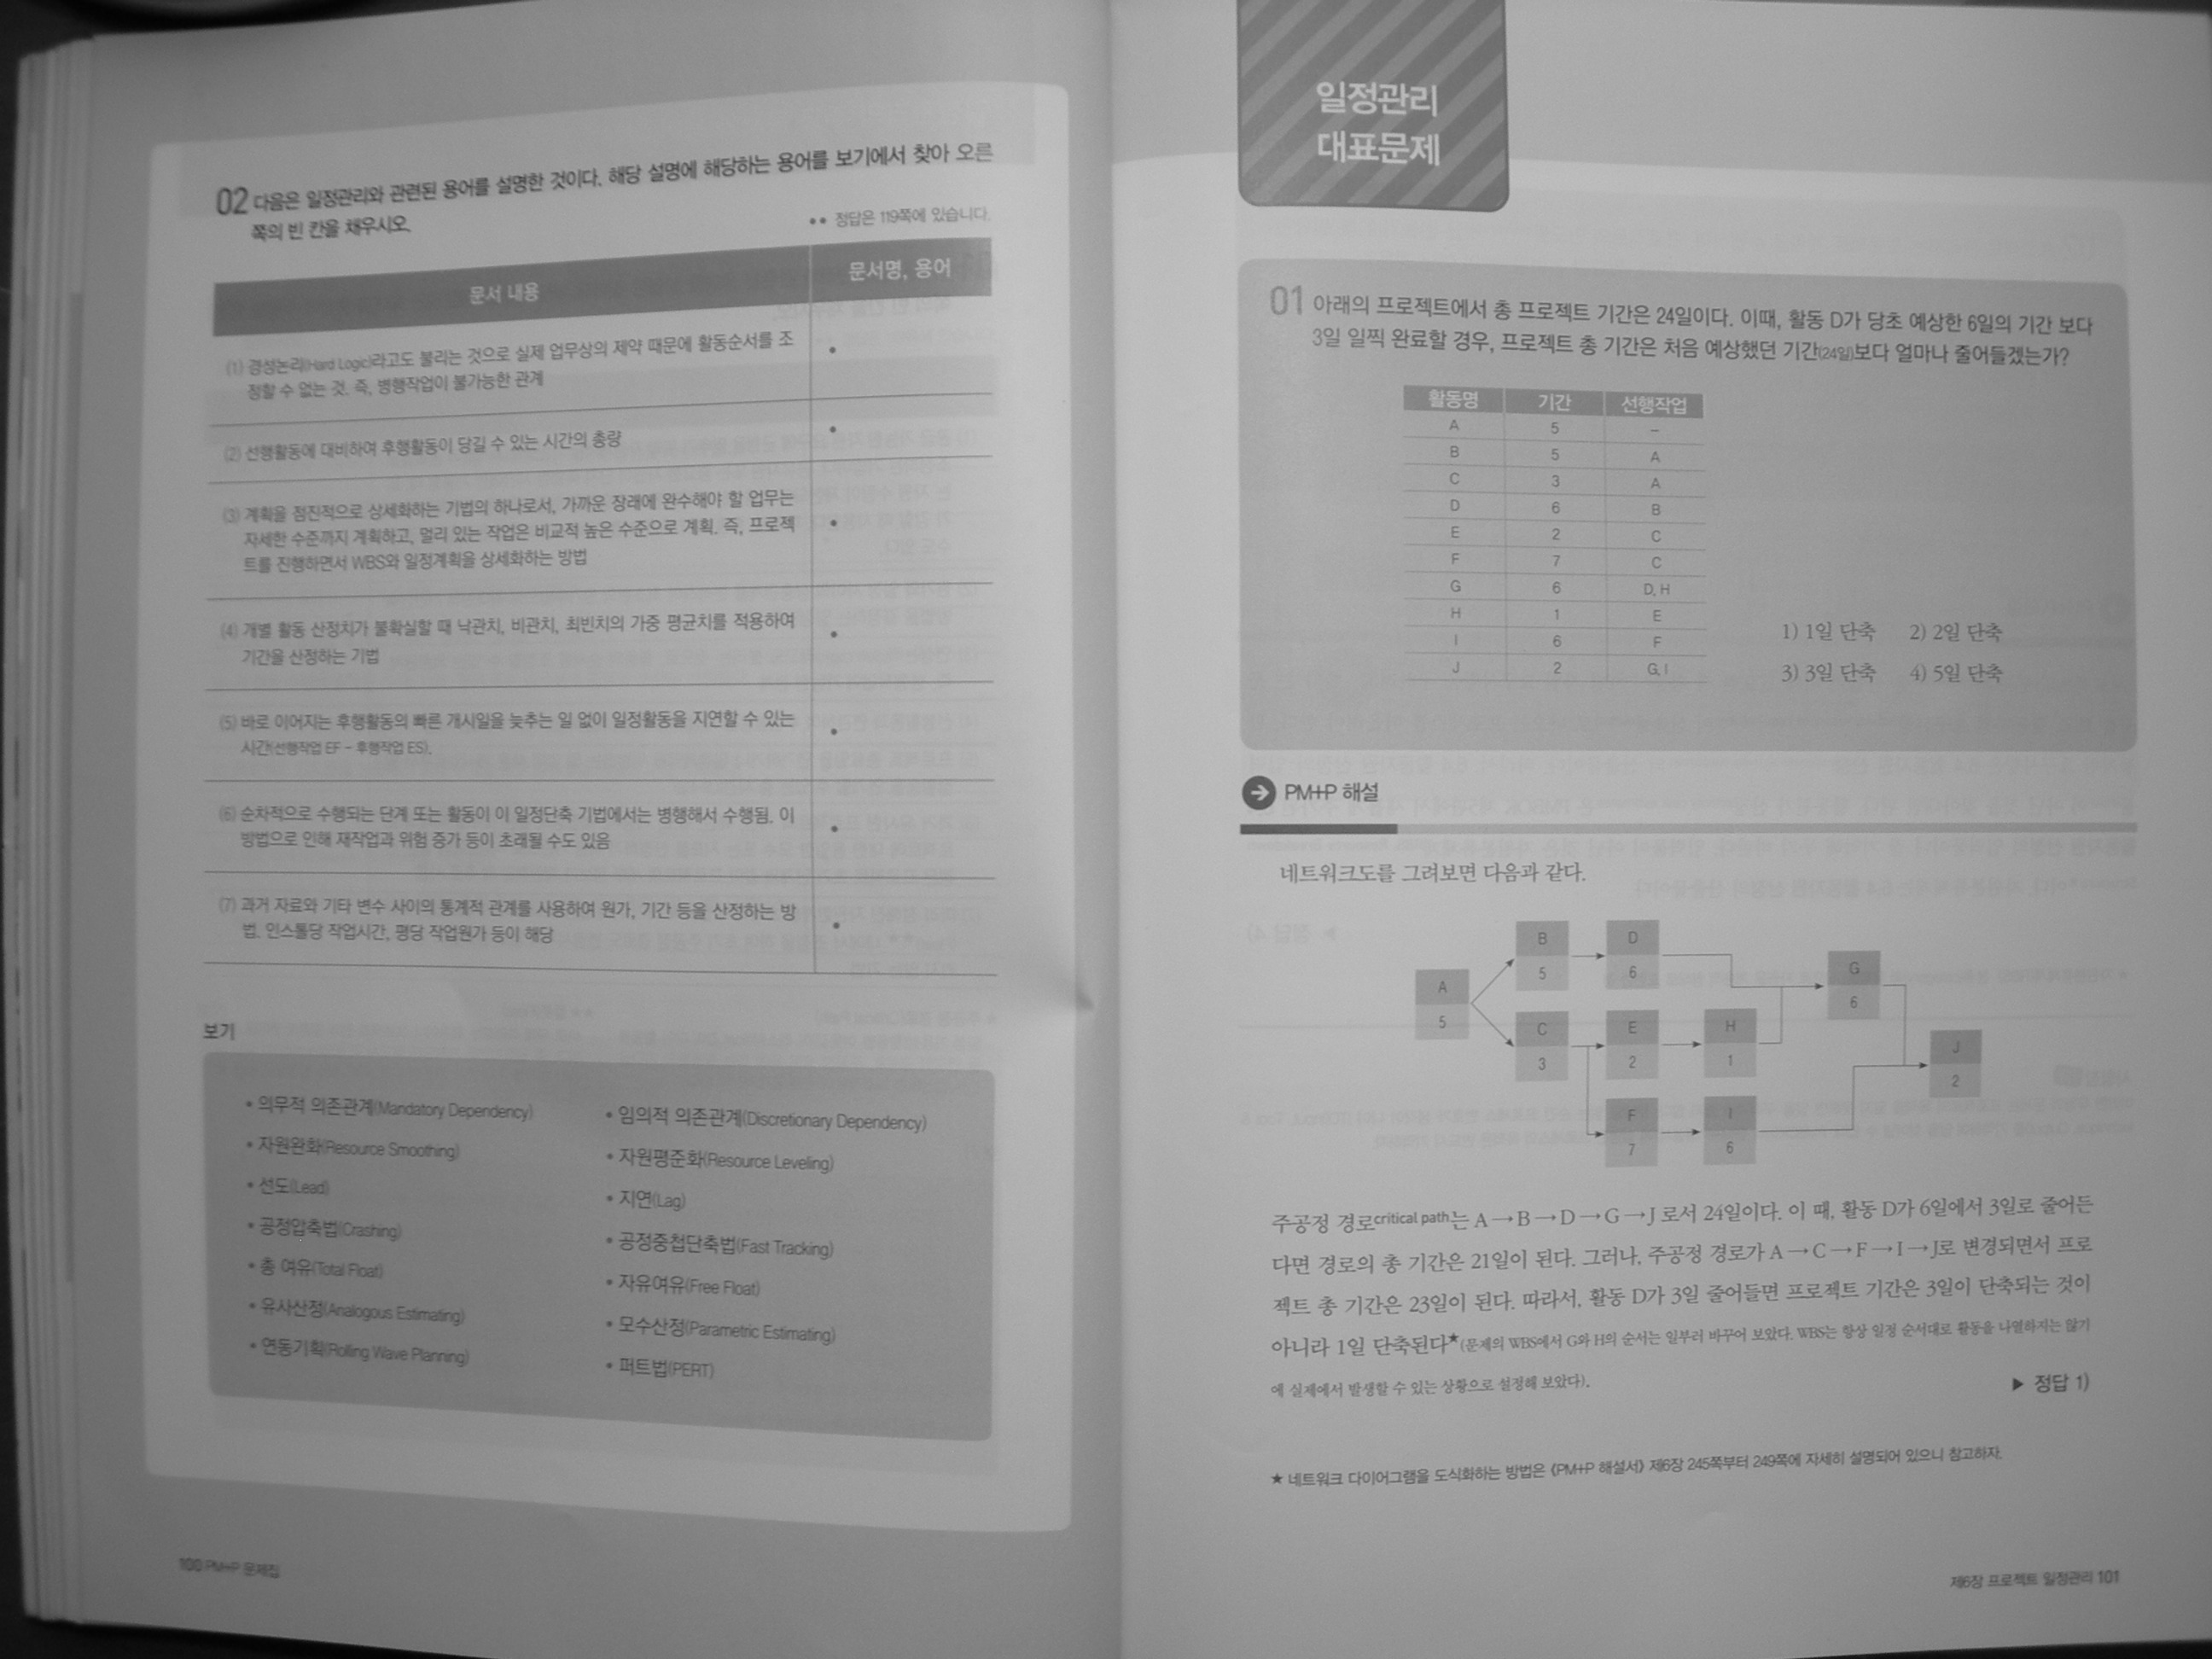 02 다음은 일정관리와 관련된 용어를 설명한 것이다. 해당 설명에 해당하는 용어를 보기에서 찾아 오른
쪽의 빈 칸을 채우시오.
•• 정답은 119쪽에 있습니다.
문서 내용 문서명, 용어
(1) 경성논리(Hard Logic)라고도 불리는 것으로 실제 업무상의 제약 때문에 활동순서를 조
정할 수 없는 것. 즉, 병행작업이 불가능한 관계
•
(2) 선행활동에 대비하여 후행활동이 당길 수 있는 시간의 총량
•
(3) 계획을 점진적으로 상세화하는 기법의 하나로서, 가까운 장래에 완수해야 할 업무는
자세한 수준까지 계획하고, 멀리 있는 작업은 비교적 높은 수준으로 계획. 즉, 프로젝
트를 진행하면서 WBS와 일정계획을 상세화하는 방법
•
(4) 개별 활동 산정치가 불확실할 때 낙관치, 비관치, 최빈치의 가중 평균치를 적용하여
기간을 산정하는 기법
•
(5) 바로 이어지는 후행활동의 빠른 개시일을 늦추는 일 없이 일정활동을 지연할 수 있는
시간(선행작업 EF - 후행작업 ES).
•
(6) 순차적으로 수행되는 단계 또는 활동이 이 일정단축 기법에서는 병행해서 수행됨. 이
방법으로 인해 재작업과 위험 증가 등이 초래될 수도 있음
•
(7) 과거 자료와 기타 변수 사이의 통계적 관계를 사용하여 원가, 기간 등을 산정하는 방
법. 인스톨당 작업시간, 평당 작업원가 등이 해당
•
보기
• 의무적 의존관계(Mandatory Dependency)
• 자원완화(Resource Smoothing)
• 선도(Lead)
• 공정압축법(Crashing)
• 총 여유(Total Float)
• 유사산정(Analogous Estimating)
• 연동기획(Rolling Wave Planning)
• 임의적 의존관계(Discretionary Dependency)
• 자원평준화(Resource Leveling)
• 지연(Lag)
• 공정중첩단축법(Fast Tracking)
• 자유여유(Free Float)
• 모수산정(Parametric Estimating)
• 퍼트법(PERT)
100 PM+P 문제집
일정관리
대표문제
01 아래의 프로젝트에서 총 프로젝트 기간은 24일이다. 이때, 활동 D가 당초 예상한 6일의 기간 보다
3일 일찍 완료할 경우, 프로젝트 총 기간은 처음 예상했던 기간(24일)보다 얼마나 줄어들겠는가?
활동명 기간 선행작업
A 5 –
B 5 A
C 3 A
D 6 B
E 2 C
F 7 C
G 6 D, H
H 1 E
I 6 F
J 2 G, I
1) 1일 단축 2) 2일 단축
3) 3일 단축 4) 5일 단축
PM+P 해설
네트워크도를 그려보면 다음과 같다.
A
5
B
5
D
6
G
6
C
3
E
2
H
1
J
2
F
7
I
6
주공정 경로critical path는 A→B→D→G→J로서 24일이다. 이 때, 활동 D가 6일에서 3일로 줄어든
다면 경로의 총 기간은 21일이 된다. 그러나, 주공정 경로가 A→C→F→I→J로 변경되면서 프로
젝트 총 기간은 23일이 된다. 따라서, 활동 D가 3일 줄어들면 프로젝트 기간은 3일이 단축되는 것이
아니라 1일 단축된다★(문제의 WBS에서 G와 H의 순서는 일부러 바꾸어 보았다. WBS는 항상 일정 순서대로 활동을 나열하지는 않기
에 실제에서 발생할 수 있는 상황으로 설정해 보았다).
▶ 정답 1)
★ 네트워크 다이어그램을 도식화하는 방법은 《PM+P 해설서》 제6장 245쪽부터 249쪽에 자세히 설명되어 있으니 참고하자.
제6장 프로젝트 일정관리 101